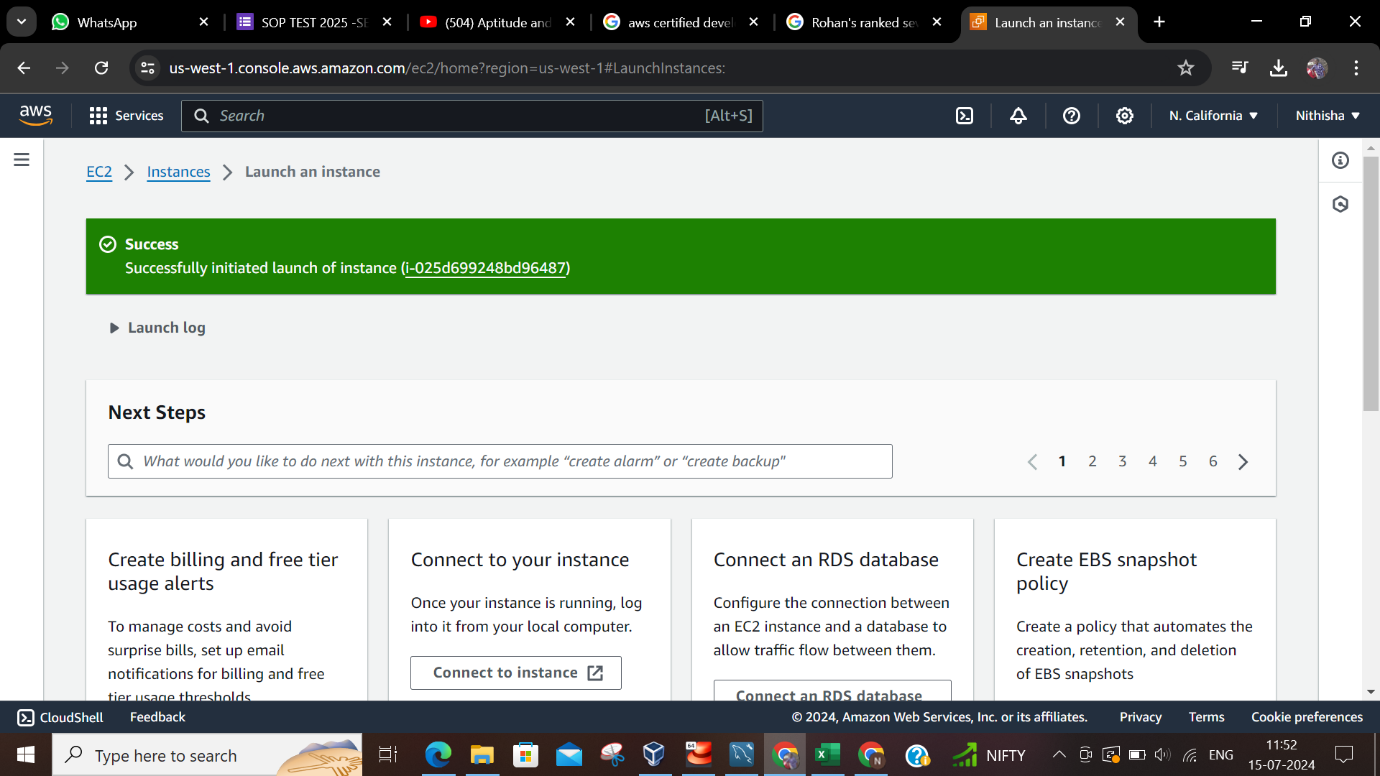 WhatsApp
SOP TEST 2025 -SE
(504) Aptitude and
aws certified devel
Rohan's ranked sev
Launch an instance
us-west-1.console.aws.amazon.com/ec2/home?region=us-west-1#LaunchInstances:
aws
Services
Search
[Alt+S]
N. California
Nithisha
EC2
Instances
Launch an instance
Success
Successfully initiated launch of instance (i-025d699248bd96487)
Launch log
Next Steps
What would you like to do next with this instance, for example “create alarm” or “create backup”
1 2 3 4 5 6
Create billing and free tier
usage alerts
To manage costs and avoid
surprise bills, set up email
notifications for billing and free
tier usage thresholds.
Connect to your instance
Once your instance is running, log
into it from your local computer.
Connect to instance
Connect an RDS database
Configure the connection between
an EC2 instance and a database to
allow traffic flow between them.
Connect an RDS database
Create EBS snapshot
policy
Create a policy that automates the
creation, retention, and deletion
of EBS snapshots
CloudShell
Feedback
© 2024, Amazon Web Services, Inc. or its affiliates.
Privacy
Terms
Cookie preferences
Type here to search
64
N
NIFTY
ENG
11:52
15-07-2024